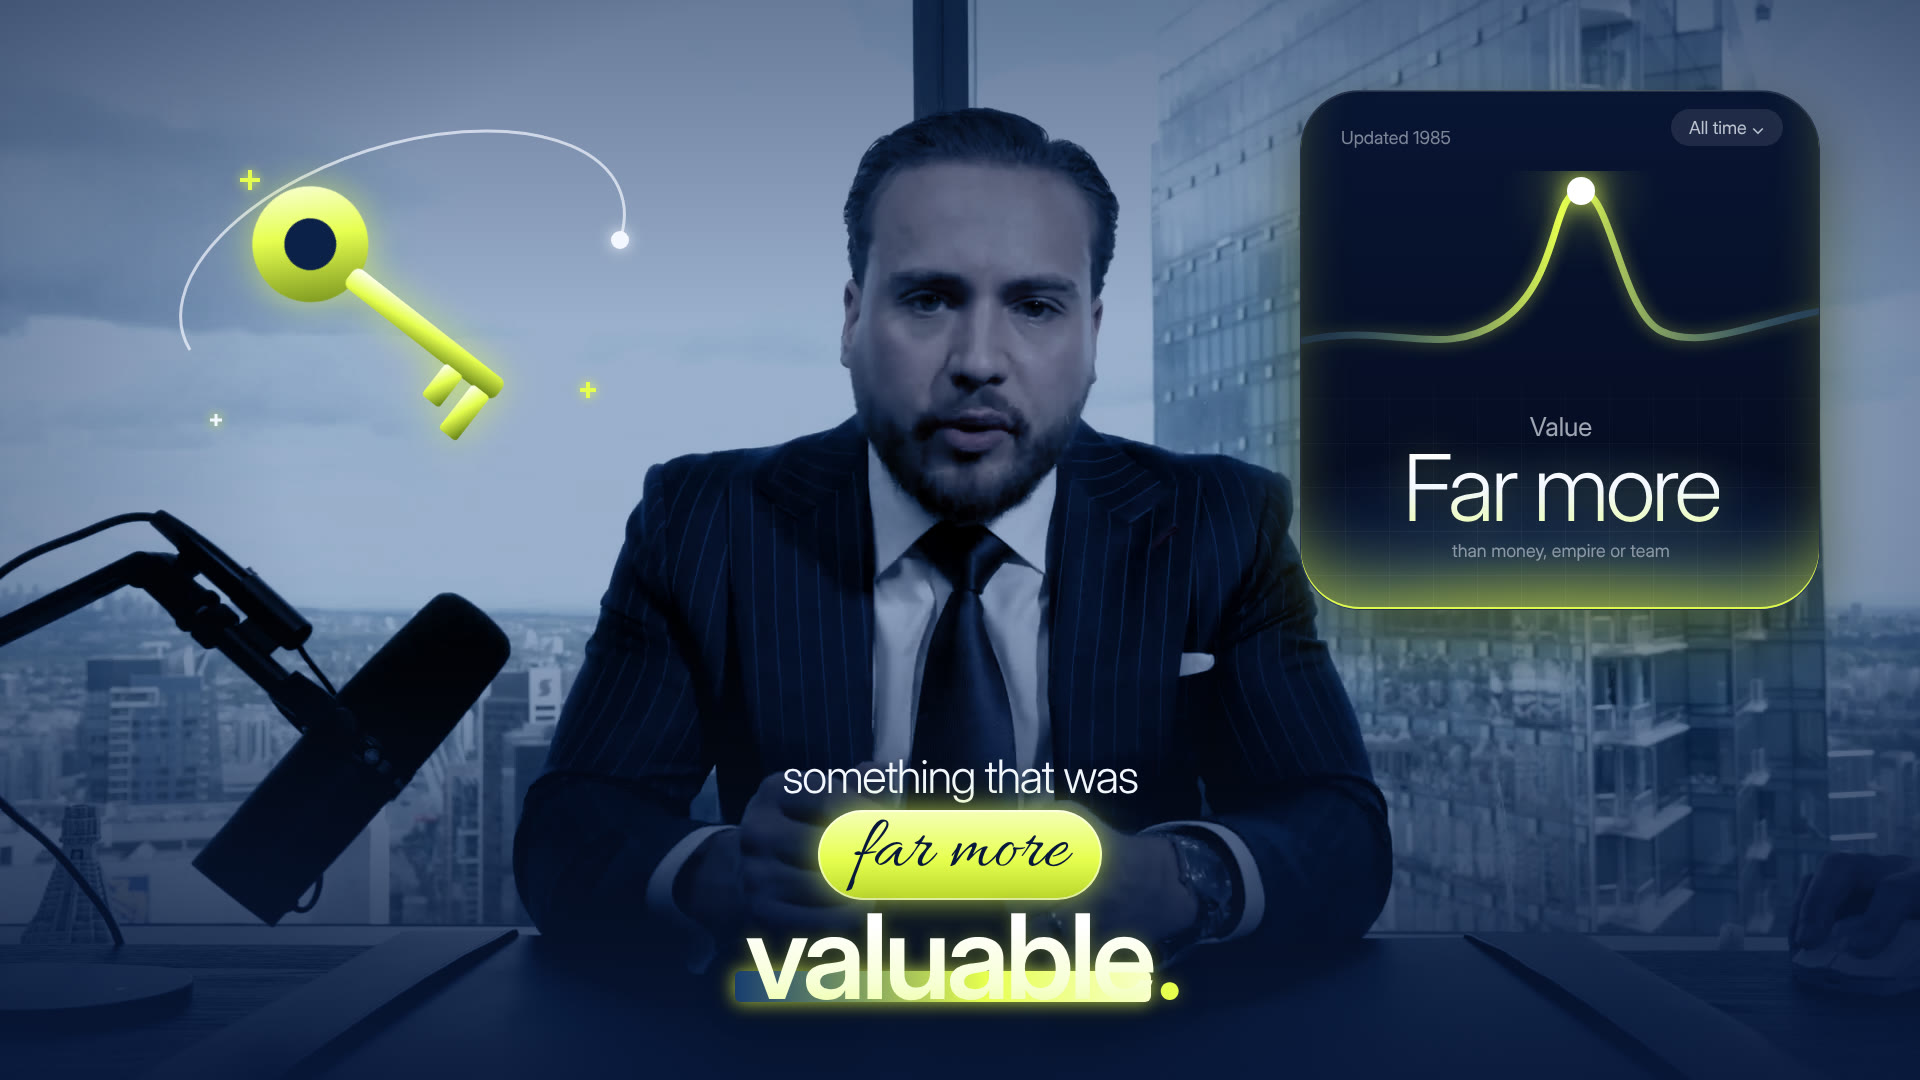 Updated 1985
All time
Value
Far more
than money, empire or team
something that was
far more
valuable.